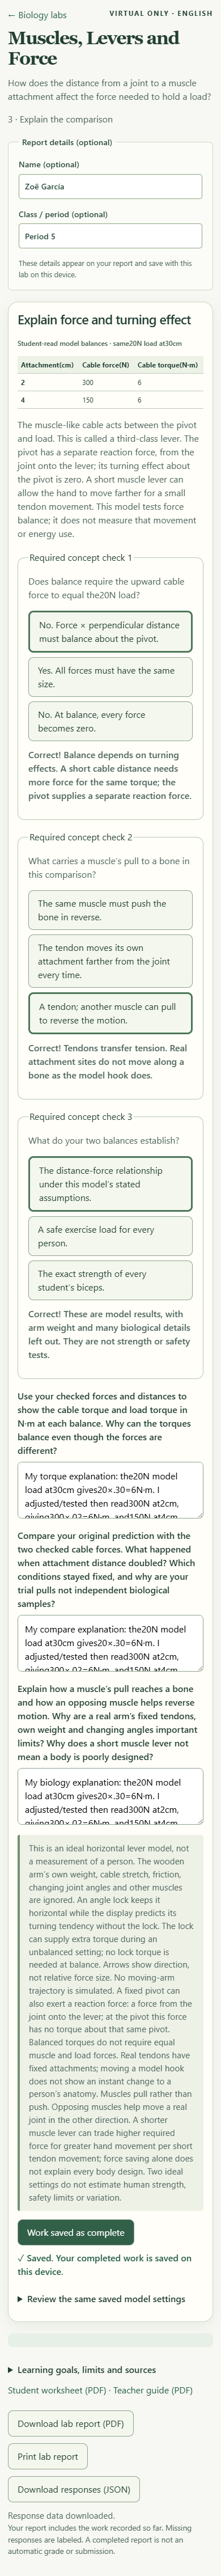 ← Biology labs
VIRTUAL ONLY · ENGLISH
Muscles, Levers and
Force
How does the distance from a joint to a muscle
attachment affect the force needed to hold a load?
3 · Explain the comparison
Report details (optional)
Name (optional)
Zoë García
Class / period (optional)
Period 5
These details appear on your report and save with this
lab on this device.
Explain force and turning effect
Student-read model balances · same20N load at30cm
Attachment(cm) Cable force(N) Cable torque(N·m)
2 300 6
4 150 6
The muscle-like cable acts between the pivot
and load. This is called a third-class lever. The
pivot has a separate reaction force, from the
joint onto the lever; its turning effect about
the pivot is zero. A short muscle lever can
allow the hand to move farther for a small
tendon movement. This model tests force
balance; it does not measure that movement
or energy use.
Required concept check 1
Does balance require the upward cable
force to equal the20N load?
No. Force × perpendicular distance
must balance about the pivot.
Yes. All forces must have the same
size.
No. At balance, every force
becomes zero.
Correct! Balance depends on turning
effects. A short cable distance needs
more force for the same torque; the
pivot supplies a separate reaction force.
Required concept check 2
What carries a muscle's pull to a bone in
this comparison?
The same muscle must push the
bone in reverse.
The tendon moves its own
attachment farther from the joint
every time.
A tendon; another muscle can pull
to reverse the motion.
Correct! Tendons transfer tension. Real
attachment sites do not move along a
bone as the model hook does.
Required concept check 3
What do your two balances establish?
The distance-force relationship
under this model's stated
assumptions.
A safe exercise load for every
person.
The exact strength of every
student's biceps.
Correct! These are model results, with
arm weight and many biological details
left out. They are not strength or safety
tests.
Use your checked forces and distances to
show the cable torque and load torque in
N·m at each balance. Why can the torques
balance even though the forces are
different?
My torque explanation: the20N model
load at30cm gives20×.30=6N·m. I
adjusted/tested then read300N at2cm,
giving300×.02=6N·m, and150N at4cm,
Compare your original prediction with the
two checked cable forces. What happened
when attachment distance doubled? Which
conditions stayed fixed, and why are your
trial pulls not independent biological
samples?
My compare explanation: the20N model
load at30cm gives20×.30=6N·m. I
adjusted/tested then read300N at2cm,
giving300×.02=6N·m, and150N at4cm,
Explain how a muscle's pull reaches a bone
and how an opposing muscle helps reverse
motion. Why are a real arm's fixed tendons,
own weight and changing angles important
limits? Why does a short muscle lever not
mean a body is poorly designed?
My biology explanation: the20N model
load at30cm gives20×.30=6N·m. I
adjusted/tested then read300N at2cm,
giving300×.02=6N·m, and150N at4cm,
This is an ideal horizontal lever model, not
a measurement of a person. The wooden
arm's own weight, cable stretch, friction,
changing joint angles and other muscles
are ignored. An angle lock keeps it
horizontal while the display predicts its
turning tendency without the lock. The lock
can supply extra torque during an
unbalanced setting; no lock torque is
needed at balance. Arrows show direction,
not relative force size. No moving-arm
trajectory is simulated. A fixed pivot can
also exert a reaction force: a force from the
joint onto the lever; at the pivot this force
has no torque about that same pivot.
Balanced torques do not require equal
muscle and load forces. Real tendons have
fixed attachments; moving a model hook
does not show an instant change to a
person's anatomy. Muscles pull rather than
push. Opposing muscles help move a real
joint in the other direction. A shorter
muscle lever can trade higher required
force for greater hand movement per short
tendon movement; force saving alone does
not explain every body design. Two ideal
settings do not estimate human strength,
safety limits or variation.
Work saved as complete
✓ Saved. Your completed work is saved on
this device.
▶ Review the same saved model settings
▶ Learning goals, limits and sources
Student worksheet (PDF) · Teacher guide (PDF)
Download lab report (PDF)
Print lab report
Download responses (JSON)
Response data downloaded.
Your report includes the work recorded so far. Missing
responses are labeled. A completed report is not an
automatic grade or submission.